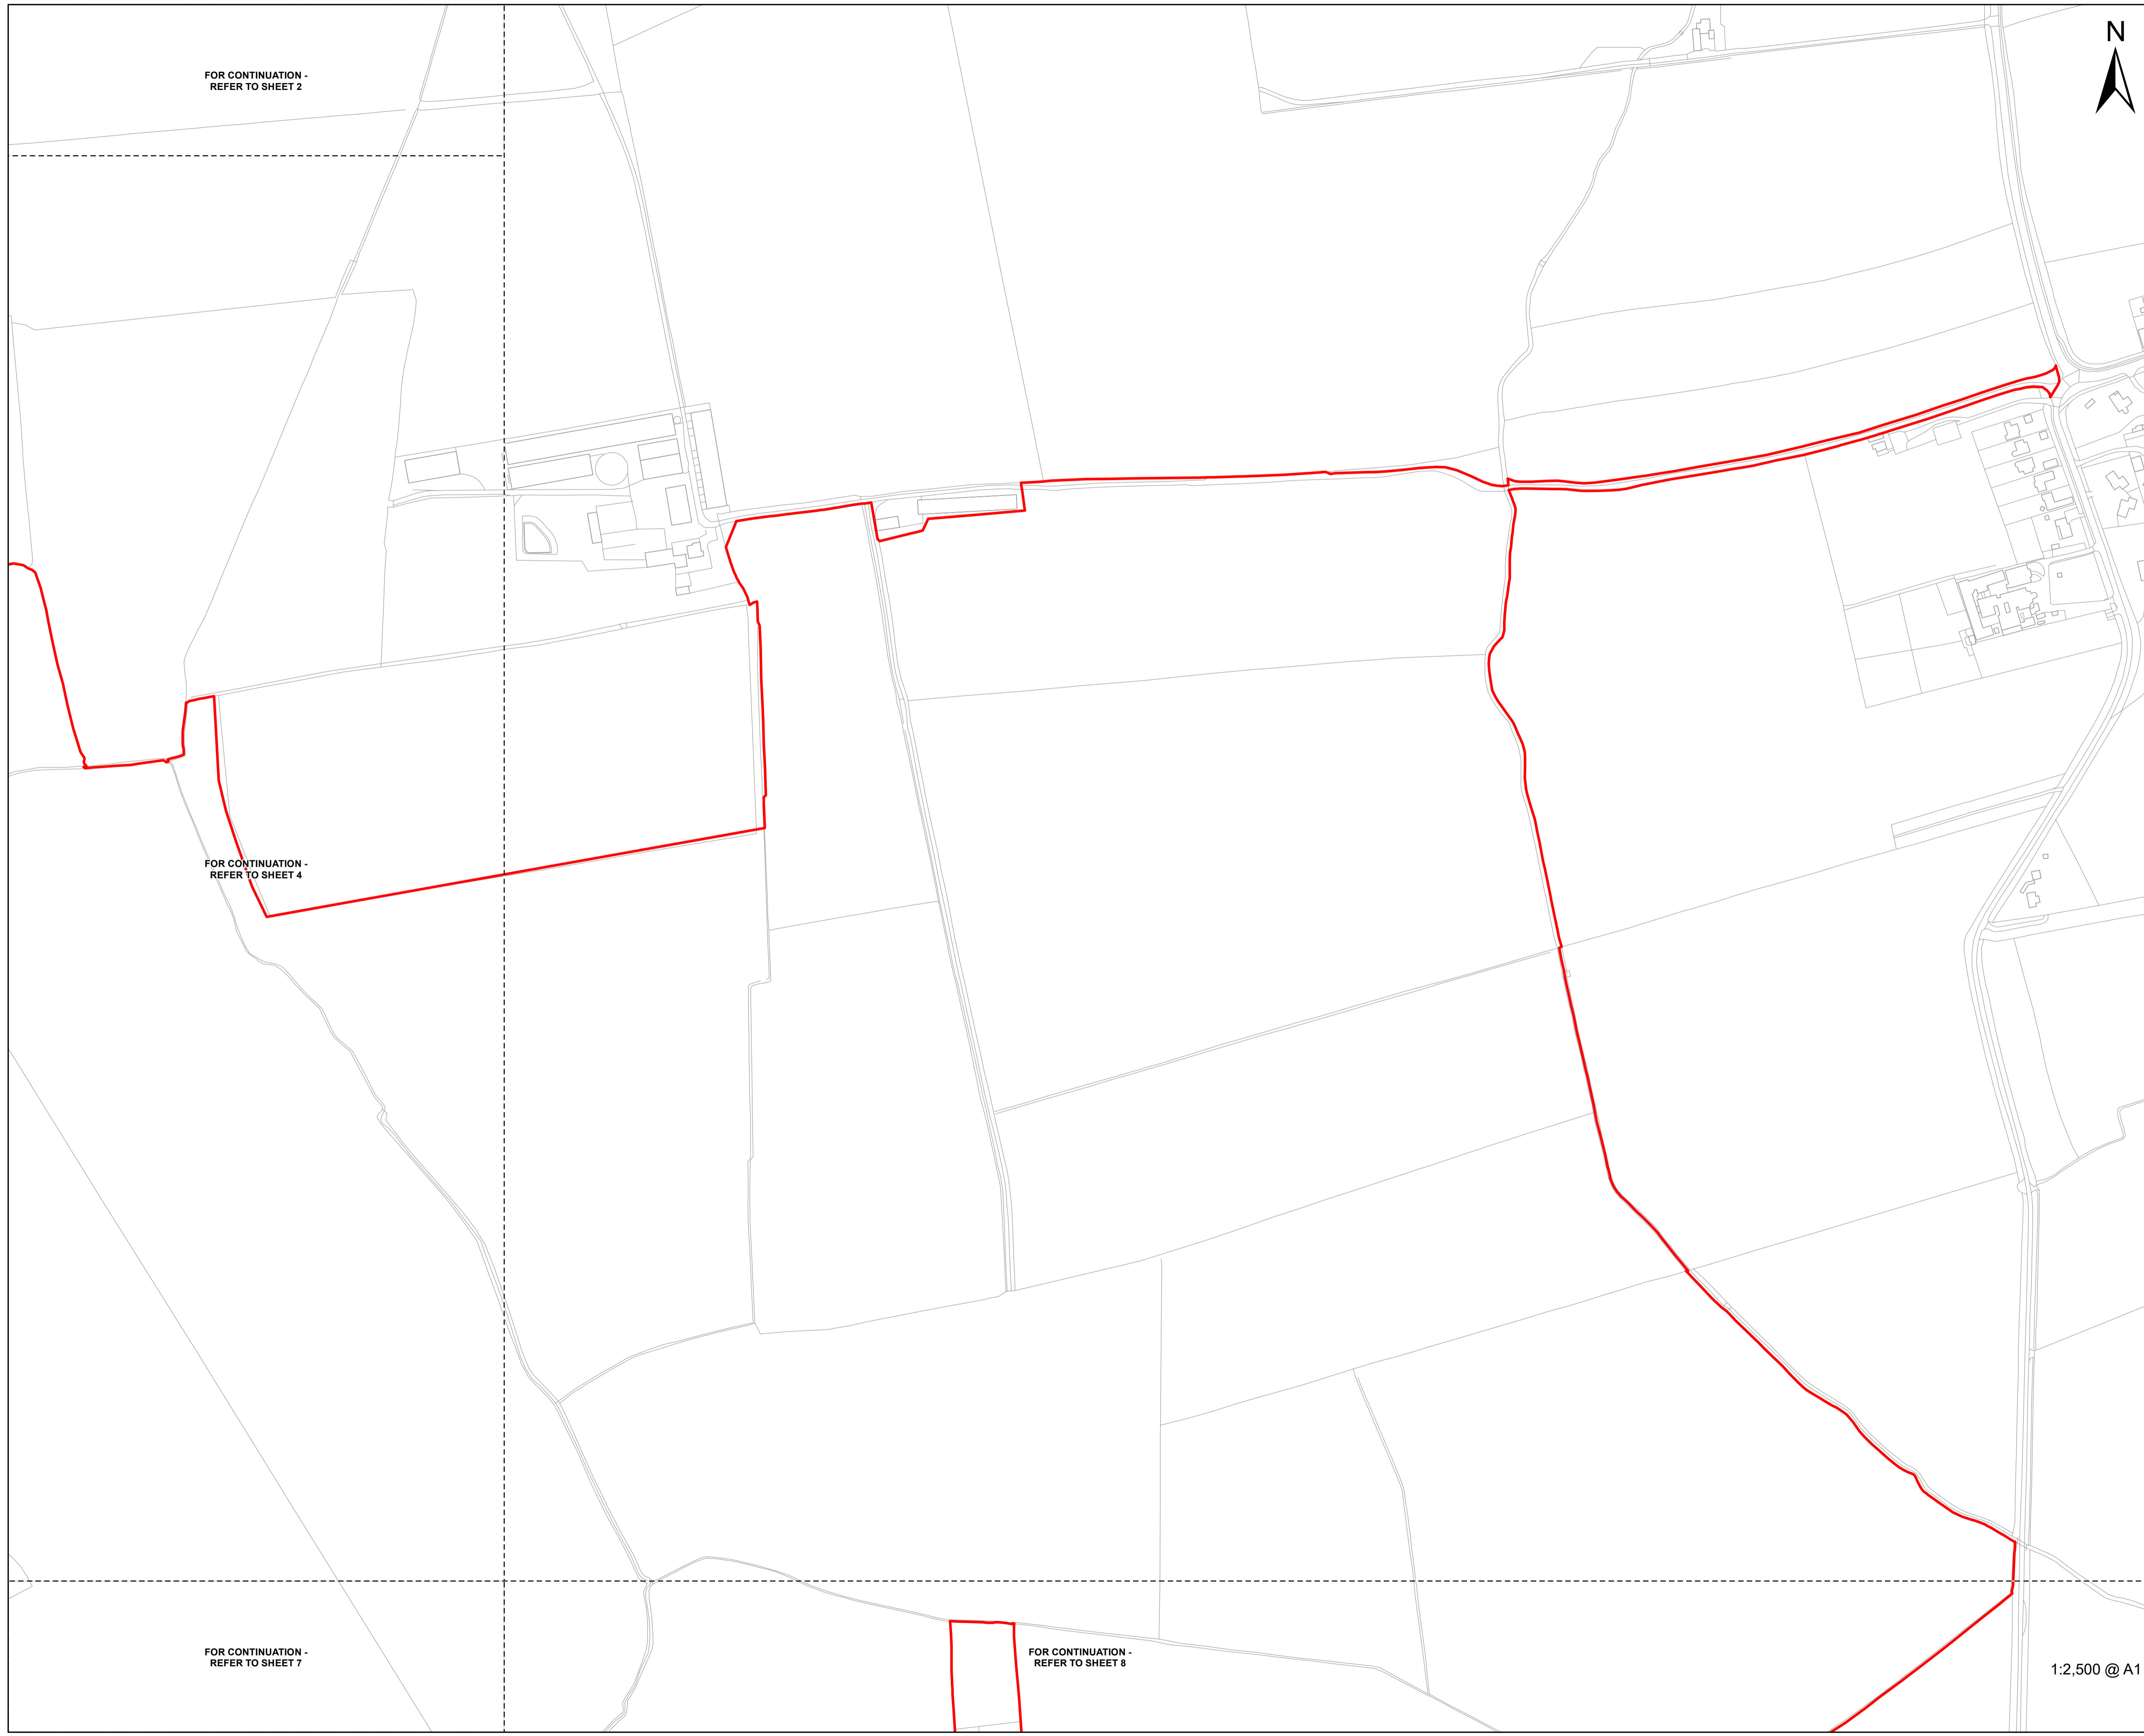 N
FOR CONTINUATION -
REFER TO SHEET 2
FOR CONTINUATION -
REFER TO SHEET 4
FOR CONTINUATION -
REFER TO SHEET 7
FOR CONTINUATION -
REFER TO SHEET 8
1:2,500 @ A1